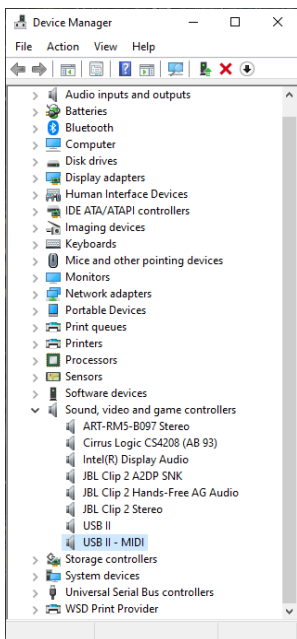 Device Manager
File Action View Help
Audio inputs and outputs
Batteries
Bluetooth
Computer
Disk drives
Display adapters
Human Interface Devices
IDE ATA/ATAPI controllers
Imaging devices
Keyboards
Mice and other pointing devices
Monitors
Network adapters
Portable Devices
Print queues
Printers
Processors
Sensors
Software devices
Sound, video and game controllers
ART-RM5-B097 Stereo
Cirrus Logic CS4208 (AB 93)
Intel(R) Display Audio
JBL Clip 2 A2DP SNK
JBL Clip 2 Hands-Free AG Audio
JBL Clip 2 Stereo
USB II
USB II - MIDI
Storage controllers
System devices
Universal Serial Bus controllers
WSD Print Provider